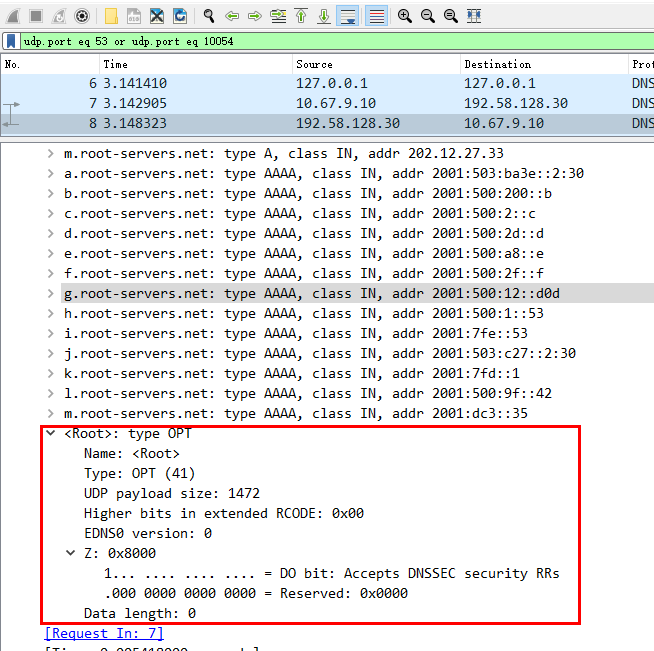 udp.port eq 53 or udp.port eq 10054
No. Time Source Destination Prot
6 3.141410 127.0.0.1 127.0.0.1 DNS
7 3.142905 10.67.9.10 192.58.128.30 DNS
8 3.148323 192.58.128.30 10.67.9.10 DNS
m.root-servers.net: type A, class IN, addr 202.12.27.33
a.root-servers.net: type AAAA, class IN, addr 2001:503:ba3e::2:30
b.root-servers.net: type AAAA, class IN, addr 2001:500:200::b
c.root-servers.net: type AAAA, class IN, addr 2001:500:2::c
d.root-servers.net: type AAAA, class IN, addr 2001:500:2d::d
e.root-servers.net: type AAAA, class IN, addr 2001:500:a8::e
f.root-servers.net: type AAAA, class IN, addr 2001:500:2f::f
g.root-servers.net: type AAAA, class IN, addr 2001:500:12::d0d
h.root-servers.net: type AAAA, class IN, addr 2001:500:1::53
i.root-servers.net: type AAAA, class IN, addr 2001:7fe::53
j.root-servers.net: type AAAA, class IN, addr 2001:503:c27::2:30
k.root-servers.net: type AAAA, class IN, addr 2001:7fd::1
l.root-servers.net: type AAAA, class IN, addr 2001:500:9f::42
m.root-servers.net: type AAAA, class IN, addr 2001:dc3::35
<Root>: type OPT
Name: <Root>
Type: OPT (41)
UDP payload size: 1472
Higher bits in extended RCODE: 0x00
EDNS0 version: 0
Z: 0x8000
1... .... .... .... = DO bit: Accepts DNSSEC security RRs
.000 0000 0000 0000 = Reserved: 0x0000
Data length: 0
[Request In: 7]